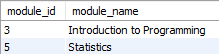 module_id module_name
3 Introduction to Programming
5 Statistics